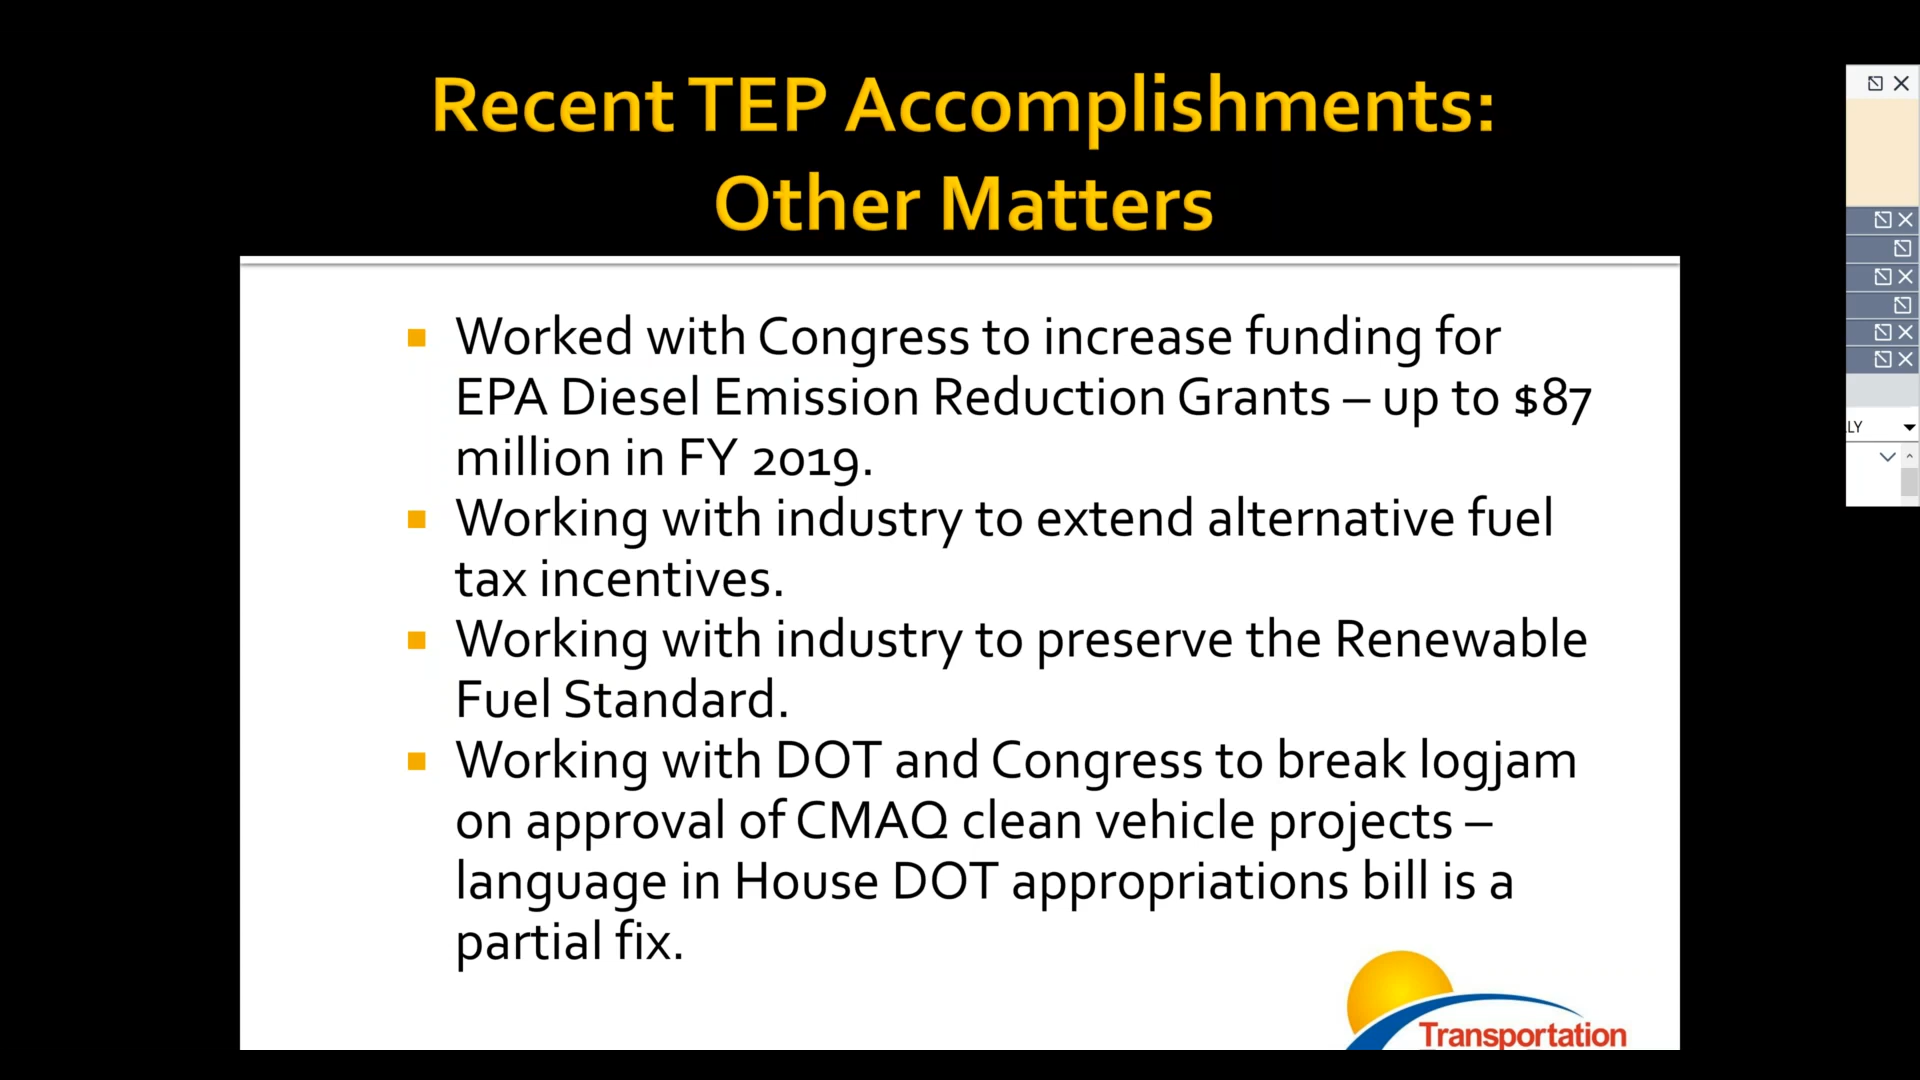 Recent TEP Accomplishments:
Other Matters
Worked with Congress to increase funding for
EPA Diesel Emission Reduction Grants – up to $87
million in FY 2019.
Working with industry to extend alternative fuel
tax incentives.
Working with industry to preserve the Renewable
Fuel Standard.
Working with DOT and Congress to break logjam
on approval of CMAQ clean vehicle projects –
language in House DOT appropriations bill is a
partial fix.
Transportation
LY